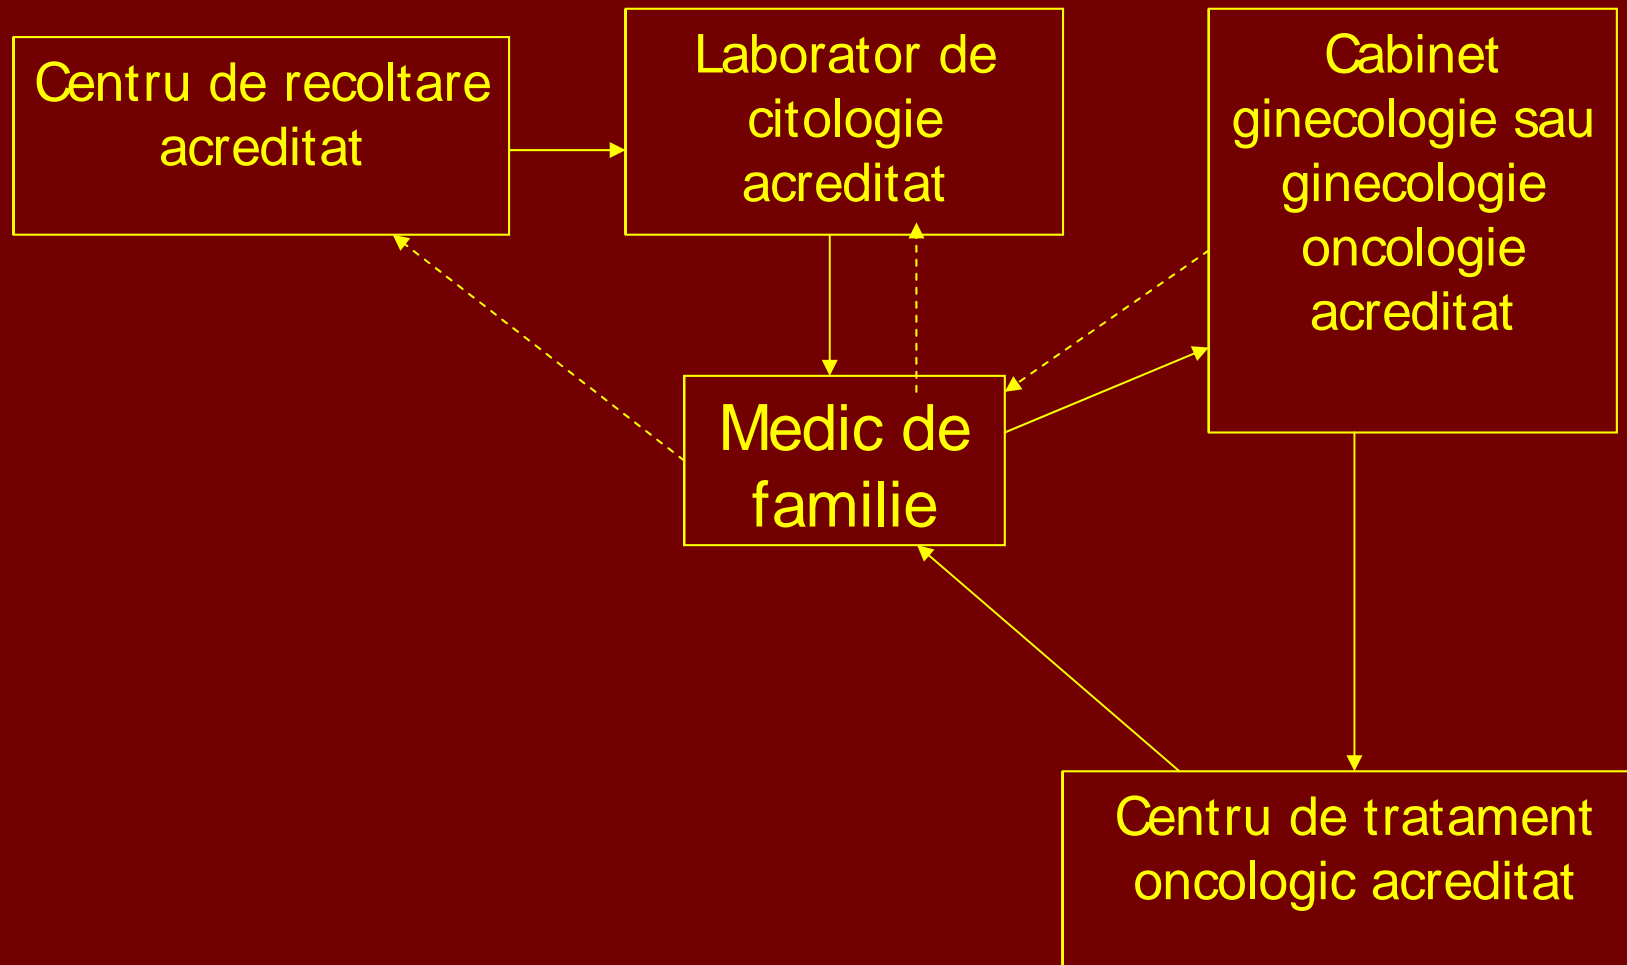 Centru de recoltare
acreditat
Laborator de
citologie
acreditat
Cabinet
ginecologie sau
ginecologie
oncologie
acreditat
Medic de
familie
Centru de tratament
oncologic acreditat